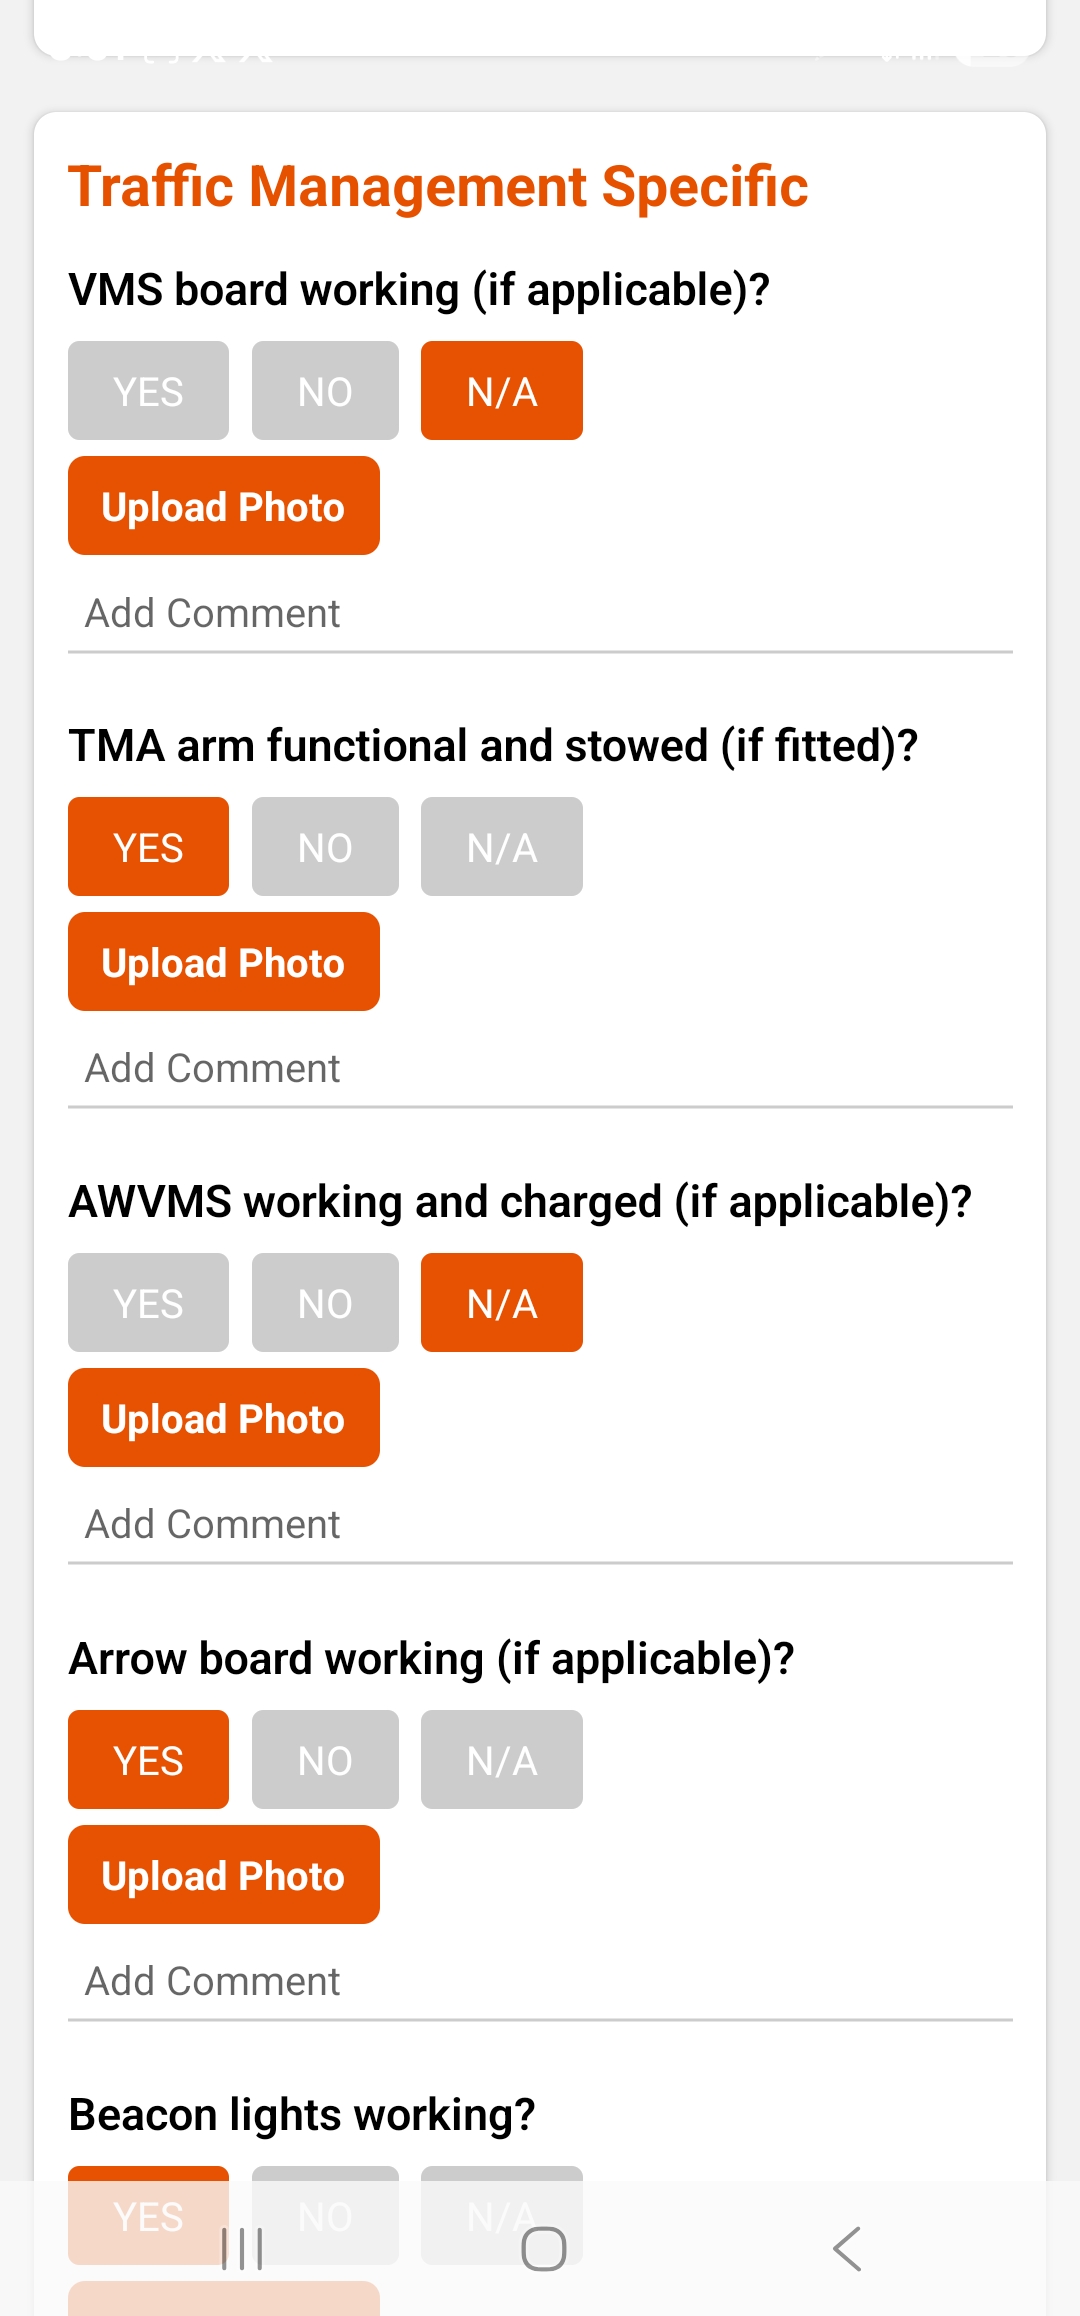 Traffic Management Specific
VMS board working (if applicable)?
YES NO N/A
Upload Photo
Add Comment
TMA arm functional and stowed (if fitted)?
YES NO N/A
Upload Photo
Add Comment
AWVMS working and charged (if applicable)?
YES NO N/A
Upload Photo
Add Comment
Arrow board working (if applicable)?
YES NO N/A
Upload Photo
Add Comment
Beacon lights working?
YES NO N/A